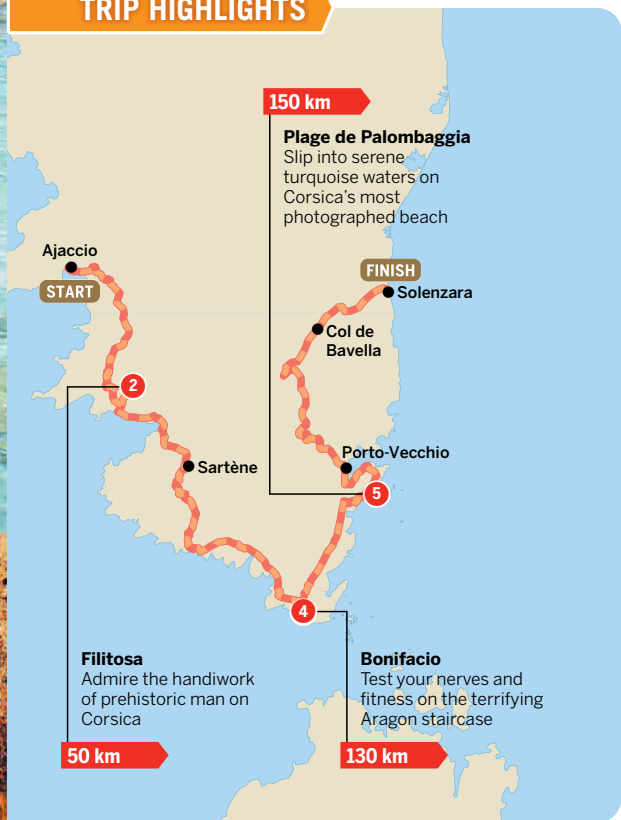 TRIP HIGHLIGHTS
150 km
Plage de Palombaggia
Slip into serene
turquoise waters on
Corsica's most
photographed beach
Ajaccio
START
FINISH
Solenzara
Col de
Bavella
2
Sartène
Porto-Vecchio
5
4
Filitosa
Admire the handiwork
of prehistoric man on
Corsica
50 km
Bonifacio
Test your nerves and
fitness on the terrifying
Aragon staircase
130 km